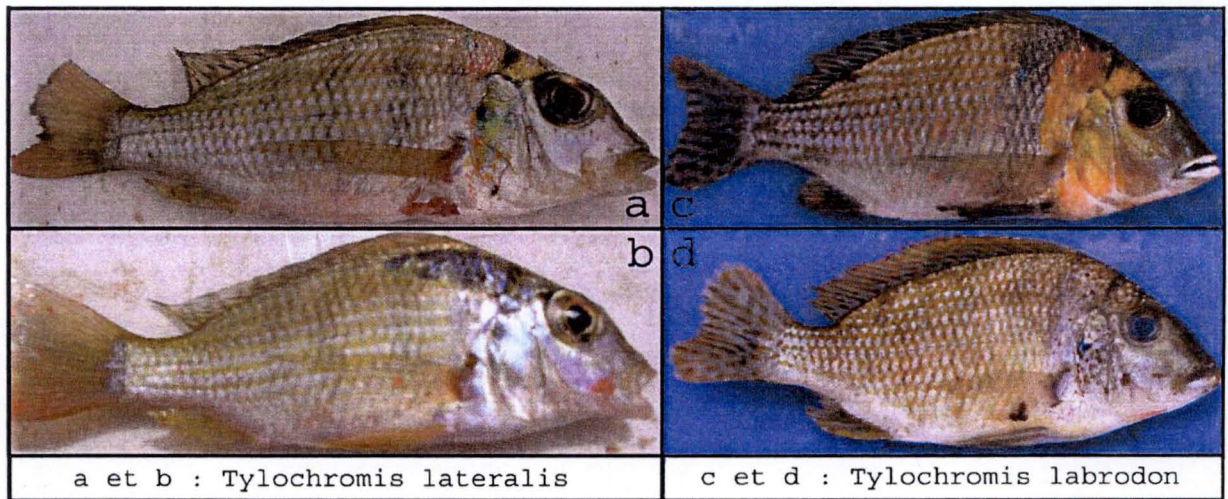 a
c
b
d
a et b : Tylochromis lateralis
c et d : Tylochromis labrodon